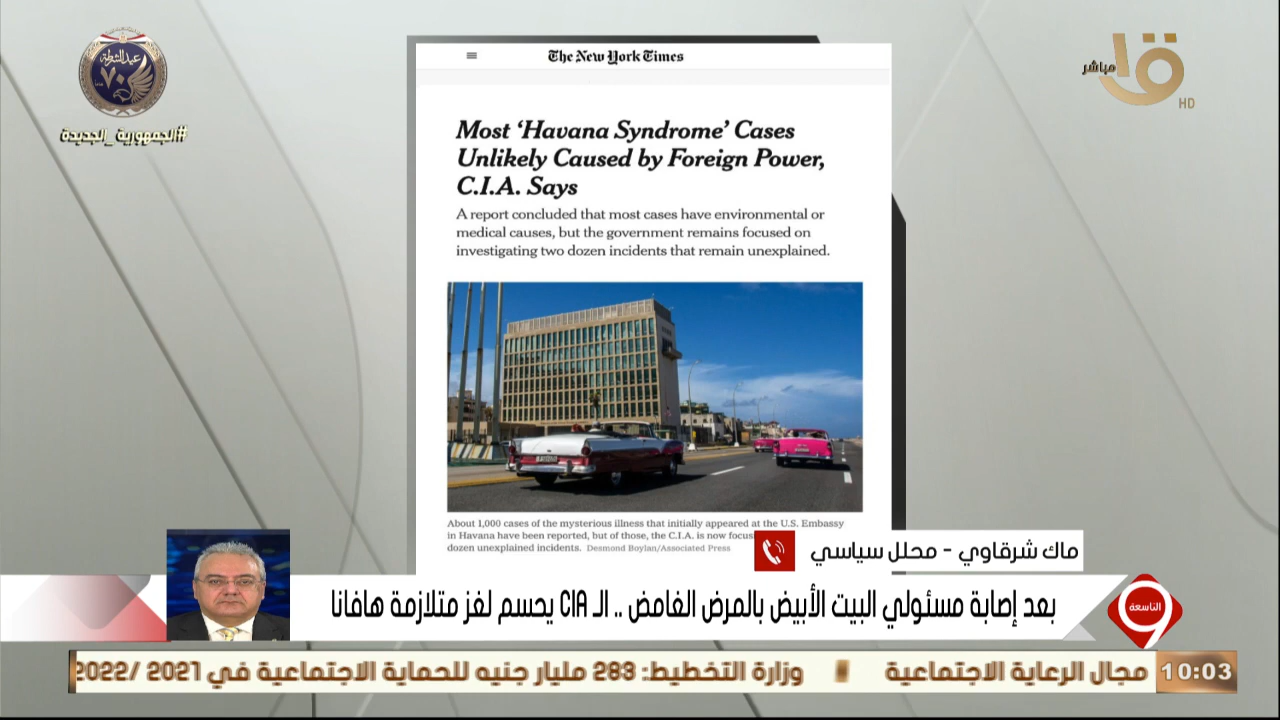 عيد الشرطة
٧٠
#الجمهورية_الجديدة
مباشر
HD
The New York Times
Most ‘Havana Syndrome’ Cases
Unlikely Caused by Foreign Power,
C.I.A. Says
A report concluded that most cases have environmental or
medical causes, but the government remains focused on
investigating two dozen incidents that remain unexplained.
About 1,000 cases of the mysterious illness that initially appeared at the U.S. Embassy
in Havana have been reported, but of those, the C.I.A. is now
dozen unexplained incidents. Desmond Boylan/Associated Press
ماك شرقاوي - محلل سياسي
التاسعة
9
بعد إصابة مسئولي البيت الأبيض بالمرض الغامض .. الـ CIA يحسم لغز متلازمة هافانا
10:03
مجال الرعاية الاجتماعية
وزارة التخطيط: 283 مليار جنيه للحماية الاجتماعية في 2021 /2022